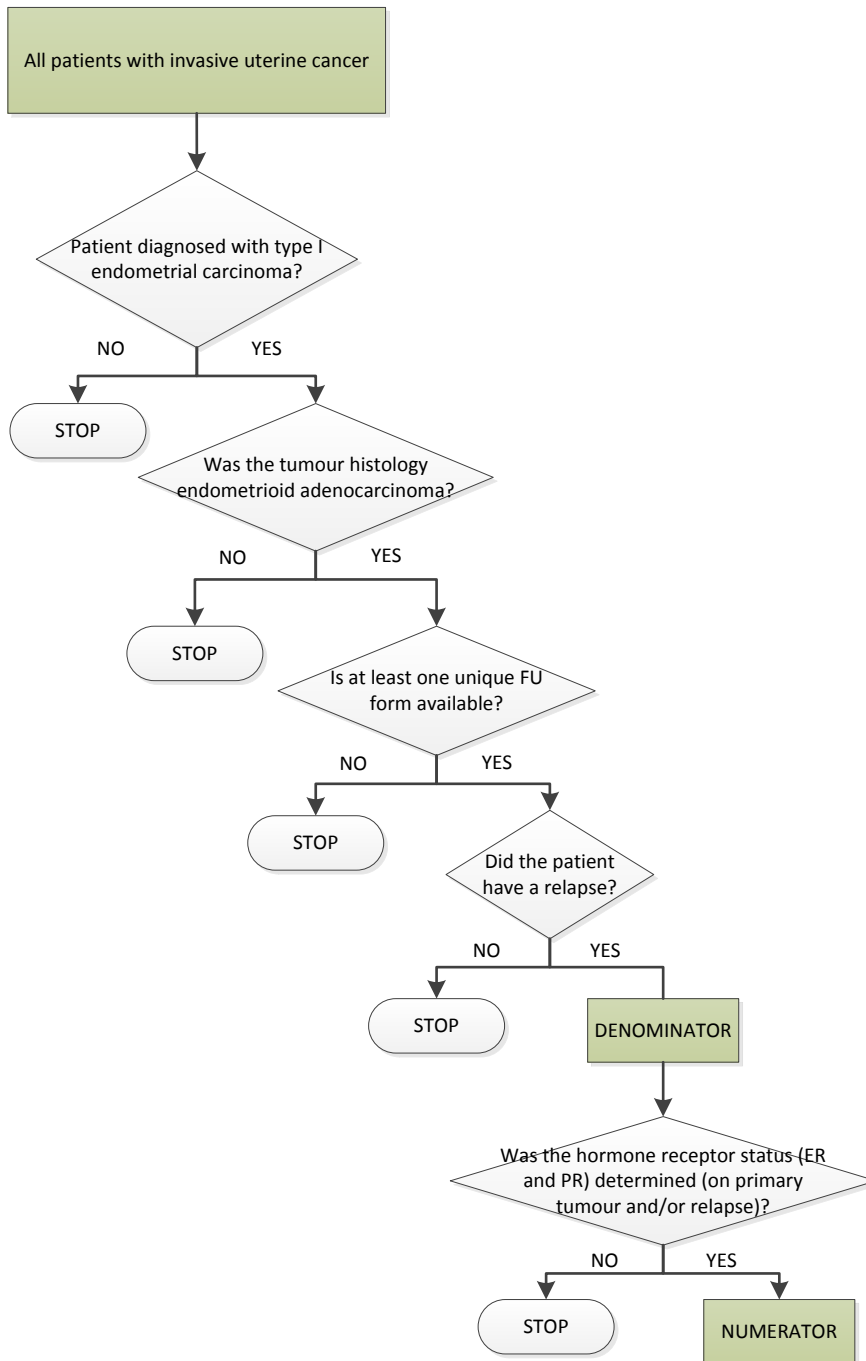 All patients with invasive uterine cancer
Patient diagnosed with type I
endometrial carcinoma?
NO
YES
STOP
Was the tumour histology
endometrioid adenocarcinoma?
NO
YES
STOP
Is at least one unique FU
form available?
NO
YES
STOP
Did the patient
have a relapse?
NO
YES
STOP
DENOMINATOR
Was the hormone receptor status (ER
and PR) determined (on primary
tumour and/or relapse)?
NO
YES
STOP
NUMERATOR